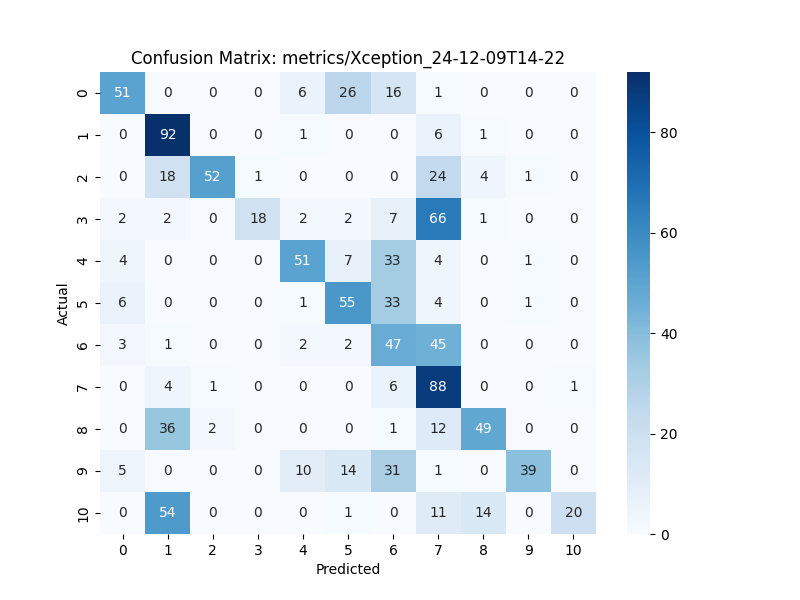 Confusion Matrix: metrics/Xception_24-12-09T14-22
Actual
0 51 0 0 0 6 26 16 1 0 0 0
1 0 92 0 0 1 0 0 6 1 0 0
2 0 18 52 1 0 0 0 24 4 1 0
3 2 2 0 18 2 2 7 66 1 0 0
4 4 0 0 0 51 7 33 4 0 1 0
5 6 0 0 0 1 55 33 4 0 1 0
6 3 1 0 0 2 2 47 45 0 0 0
7 0 4 1 0 0 0 6 88 0 0 1
8 0 36 2 0 0 0 1 12 49 0 0
9 5 0 0 0 10 14 31 1 0 39 0
10 0 54 0 0 0 1 0 11 14 0 20
0 1 2 3 4 5 6 7 8 9 10
Predicted
80
60
40
20
0